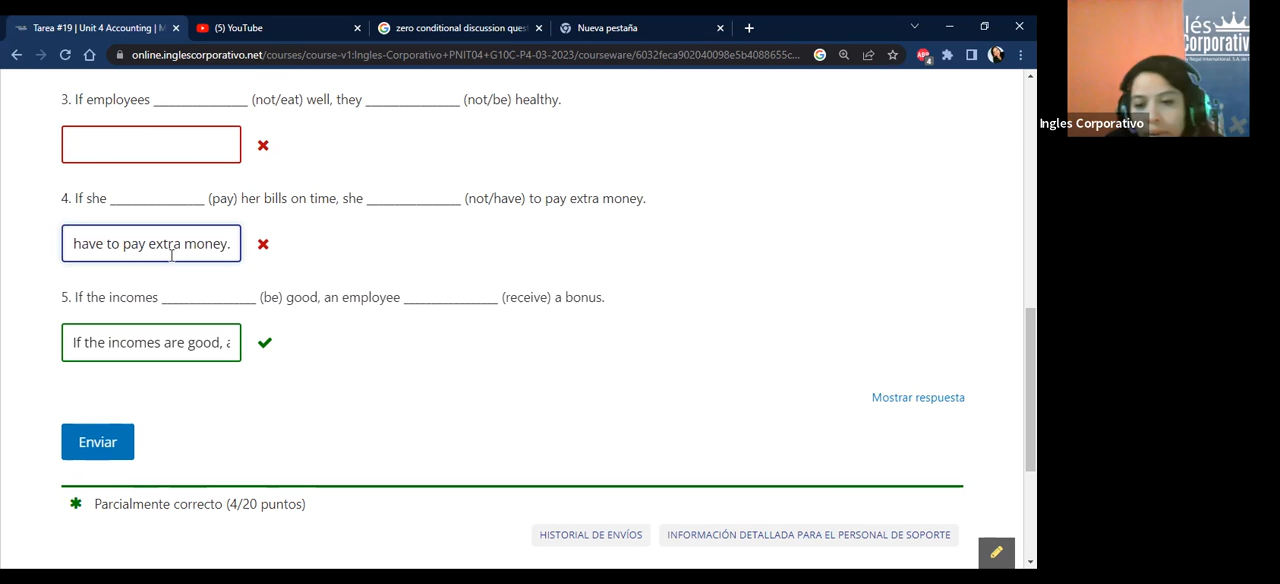 Tarea #19 | Unit 4 Accounting | M
(5) YouTube
zero conditional discussion ques
Nueva pestaña
online.inglescorporativo.net/courses/course-v1:Ingles-Corporativo+PNIT04+G10C-P4-03-2023/courseware/6032feca902040098e5b4088655c...
4
lés
Corporativo
Ingles Corporativo
3. If employees ______________ (not/eat) well, they ______________ (not/be) healthy.
4. If she ______________ (pay) her bills on time, she ______________ (not/have) to pay extra money.
have to pay extra money.
5. If the incomes ______________ (be) good, an employee ______________ (receive) a bonus.
If the incomes are good, a
Mostrar respuesta
Enviar
Parcialmente correcto (4/20 puntos)
HISTORIAL DE ENVÍOS
INFORMACIÓN DETALLADA PARA EL PERSONAL DE SOPORTE